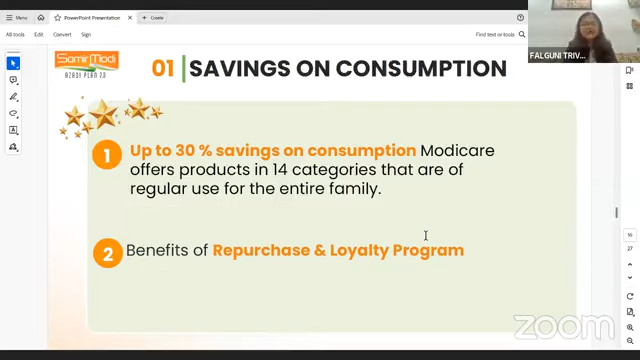 Menu
PowerPoint Presentation
Create
All tools
Edit
Convert
Sign
Find text or tools
Samir Modi
AZADI PLAN 2.0
01 SAVINGS ON CONSUMPTION
1
Up to 30 % savings on consumption Modicare
offers products in 14 categories that are of
regular use for the entire family.
2
Benefits of Repurchase & Loyalty Program
FALGUNI TRIV...
16
27
zoom